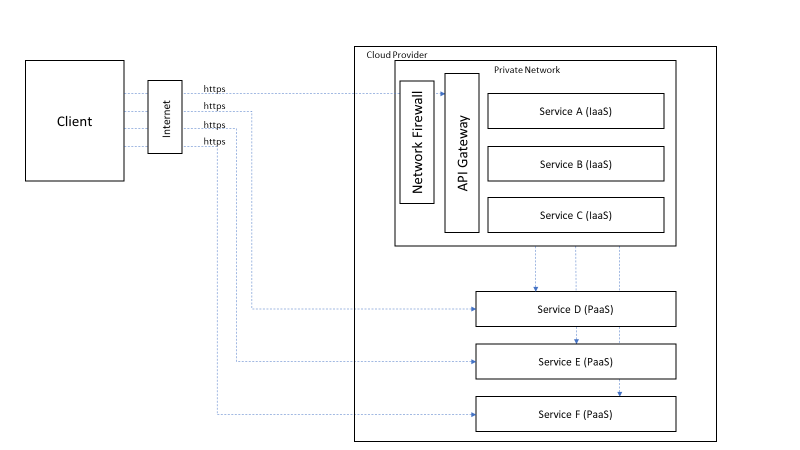 Cloud Provider
Private Network
Client
Internet
https
https
https
https
Network Firewall
API Gateway
Service A (IaaS)
Service B (IaaS)
Service C (IaaS)
Service D (PaaS)
Service E (PaaS)
Service F (PaaS)